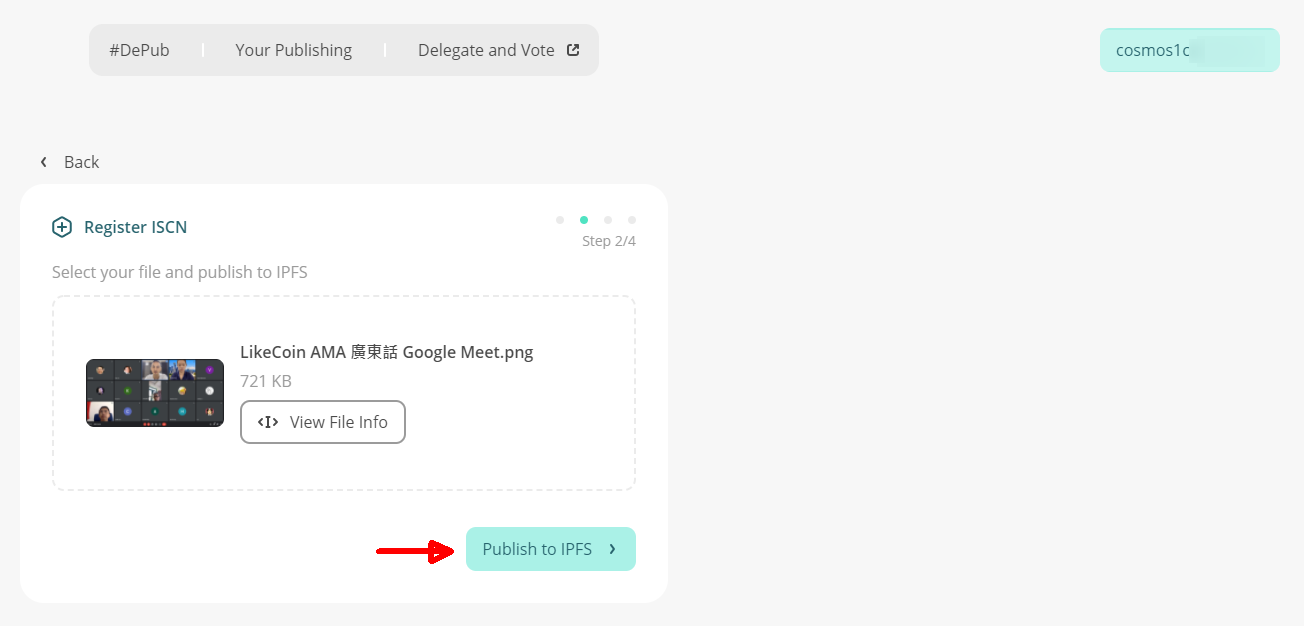 #DePub
Your Publishing
Delegate and Vote
cosmos1c
Back
Register ISCN
Step 2/4
Select your file and publish to IPFS
LikeCoin AMA 廣東話 Google Meet.png
721 KB
View File Info
Publish to IPFS